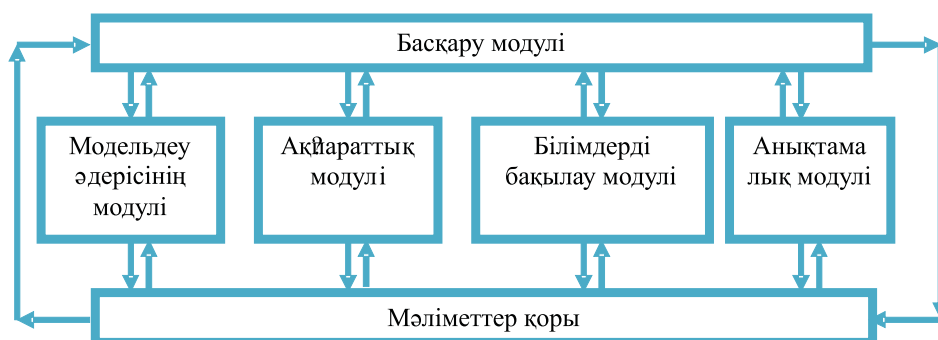 Басқару модулі
Модельдеу
әдерісінің
модулі
Ақпараттық
модулі
Білімдерді
бақылау модулі
Анықтама
лық модулі
Мәліметтер қоры